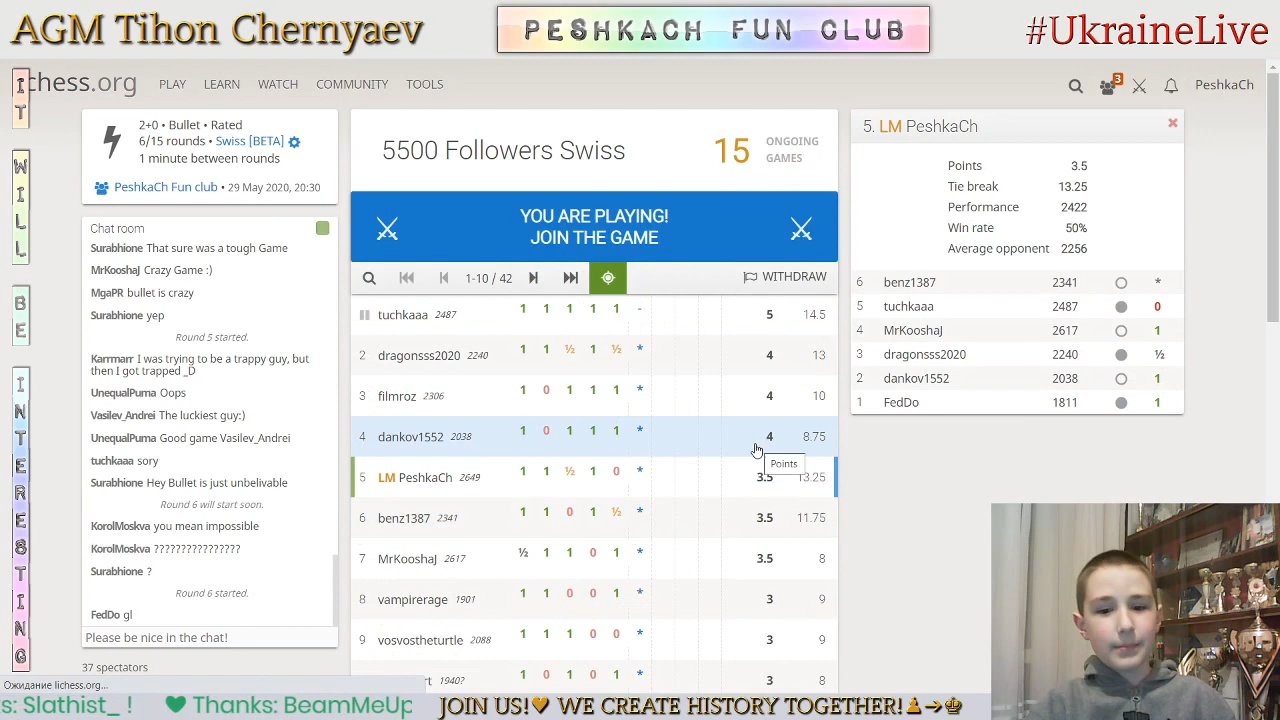 AGM Tihon Chernyaev
PESHKACH FUN CLUB
#UkraineLive
IT
WILL
BE
INTERESTING
chess.org
PLAY
LEARN
WATCH
COMMUNITY
TOOLS
3
PeshkaCh
2+0 • Bullet • Rated
6/15 rounds • Swiss [BETA]
1 minute between rounds
PeshkaCh Fun club • 29 May 2020, 20:30
Chat room
Surabhione That sure was a tough Game
MrKooshaJ Crazy Game :)
MgaPR bullet is crazy
Surabhione yep
Round 5 started.
Karrmarr I was trying to be a trappy guy, but
then I got trapped _D
UnequalPuma Oops
Vasilev_Andrei The luckiest guy:)
UnequalPuma Good game Vasilev_Andrei
tuchkaaa sory
Surabhione Hey Bullet is just unbelivable
Round 6 will start soon.
KorolMoskva you mean impossible
KorolMoskva ????????????????
Surabhione ?
Round 6 started.
FedDo gl
Please be nice in the chat!
37 spectators
Ожидание lichess.org...
5500 Followers Swiss
15
ONGOING
GAMES
YOU ARE PLAYING!
JOIN THE GAME
1-10 / 42
WITHDRAW
tuchkaaa 2487 1 1 1 1 1 - 5 14.5
2 dragonsss2020 2240 1 1 ½ 1 ½ * 4 13
3 filmroz 2306 1 0 1 1 1 * 4 10
4 dankov1552 2038 1 0 1 1 1 * 4 8.75
Points
5 LM PeshkaCh 2649 1 1 ½ 1 0 * 3.5 13.25
6 benz1387 2341 1 1 0 1 ½ * 3.5 11.75
7 MrKooshaJ 2617 ½ 1 1 0 1 * 3.5 8
8 vampirerage 1901 1 1 0 0 1 * 3 9
9 vosvostheturtle 2088 1 1 1 0 0 * 3 9
rt 1940? 1 0 1 0 1 * 3 8
5. LM PeshkaCh
Points 3.5
Tie break 13.25
Performance 2422
Win rate 50%
Average opponent 2256
6 benz1387 2341 *
5 tuchkaaa 2487 0
4 MrKooshaJ 2617 1
3 dragonsss2020 2240 ½
2 dankov1552 2038 1
1 FedDo 1811 1
s: Slathist_ ! Thanks: BeamMeUp
JOIN US! WE CREATE HISTORY TOGETHER!